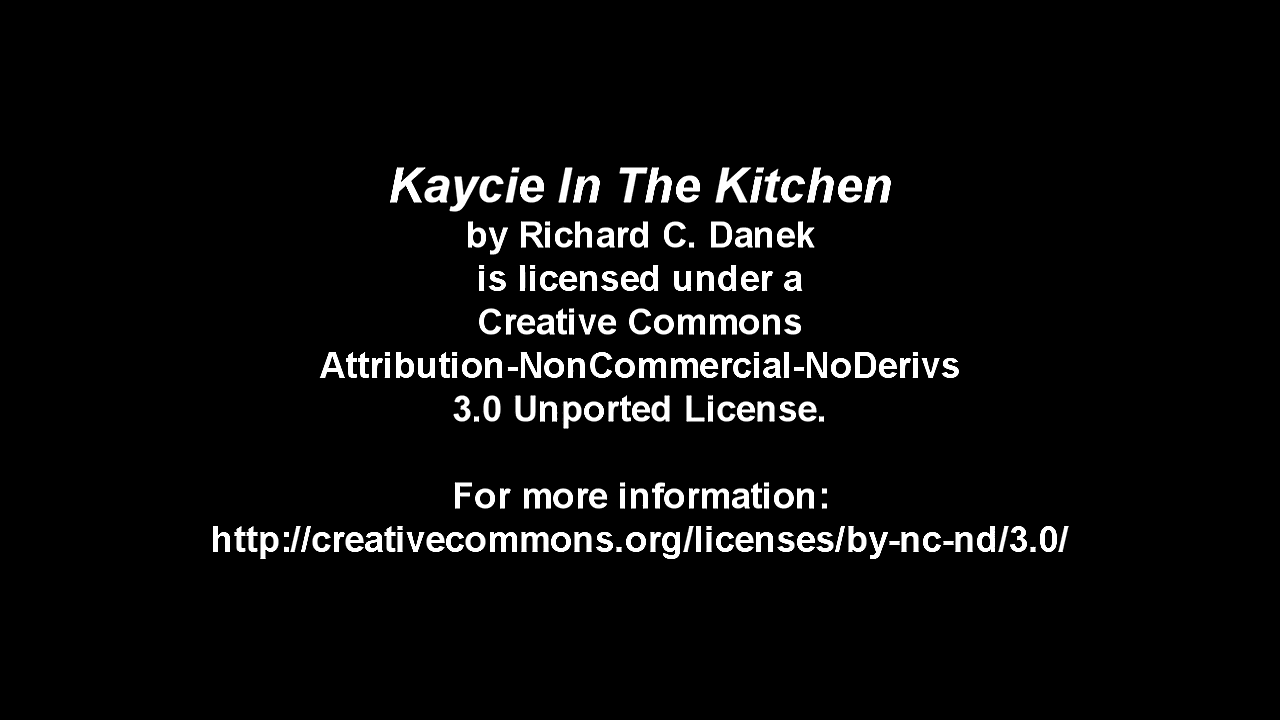 Kaycie In The Kitchen
by Richard C. Danek
is licensed under a
Creative Commons
Attribution-NonCommercial-NoDerivs
3.0 Unported License.
For more information:
http://creativecommons.org/licenses/by-nc-nd/3.0/